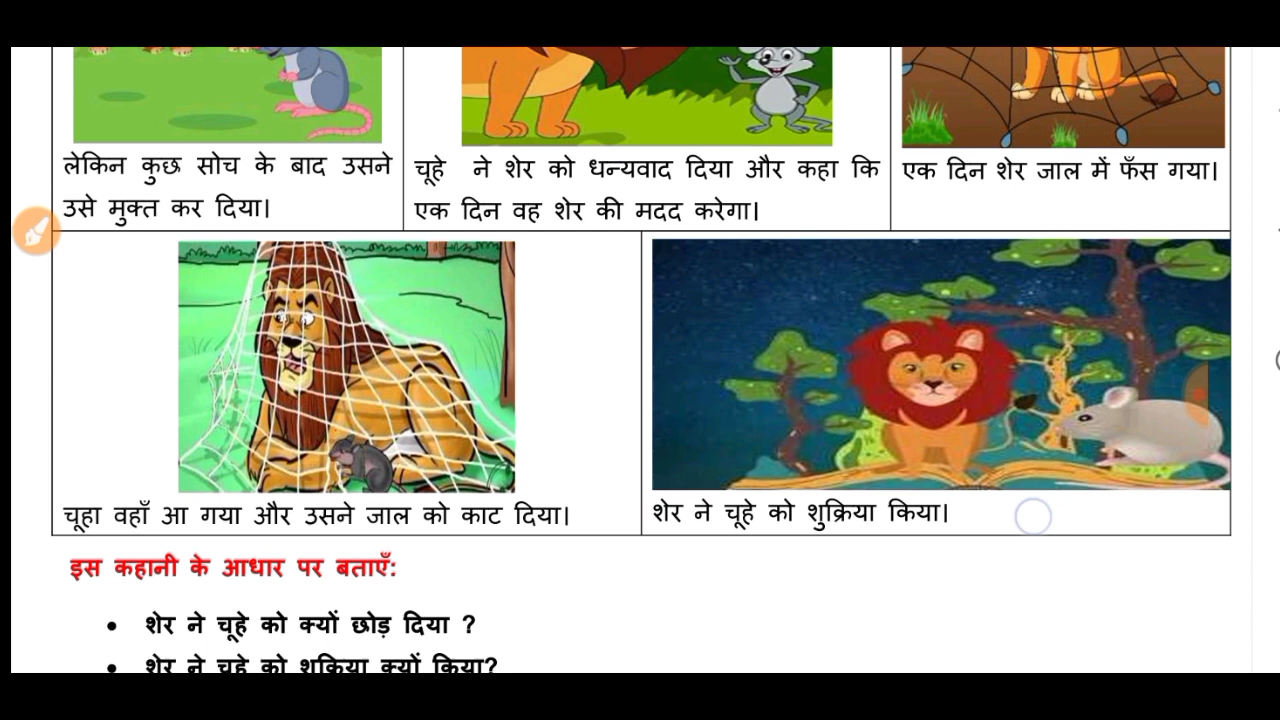 लेकिन कुछ सोच के बाद उसने
उसे मुक्त कर दिया।
चूहे ने शेर को धन्यवाद दिया और कहा कि
एक दिन वह शेर की मदद करेगा।
एक दिन शेर जाल में फँस गया।
चूहा वहाँ आ गया और उसने जाल को काट दिया।
शेर ने चूहे को शुक्रिया किया।
इस कहानी के आधार पर बताएँ:
• शेर ने चूहे को क्यों छोड़ दिया ?
• शेर ने चूहे को शुक्रिया क्यों किया?